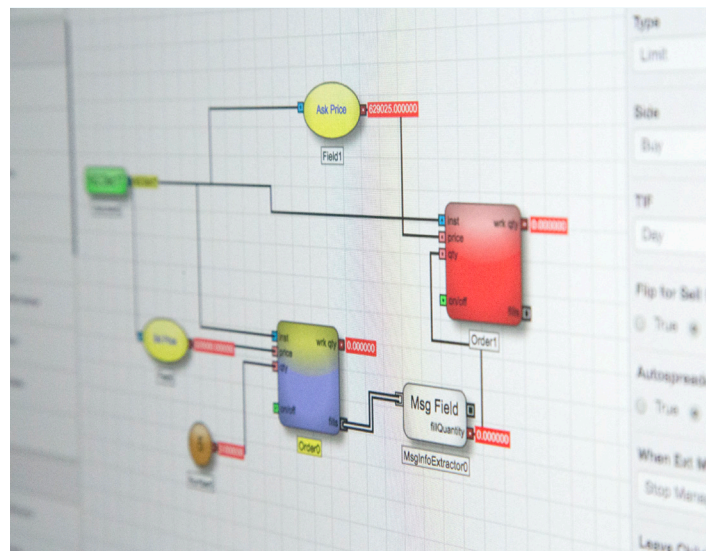 Type
Limit
Side
Buy
TIF
Day
Flip for Sell
True
Autospreade
True
When Ext M
Stop Mana
Ask Price
629025.000000
Field1
inst
price
qty
on/off
wrk qty
fills
0.000000
Order1
inst
price
qty
on/off
wrk qty
fills
0.000000
Order0
Msg Field
fillQuantity
0.000000
MsgInfoExtractor0